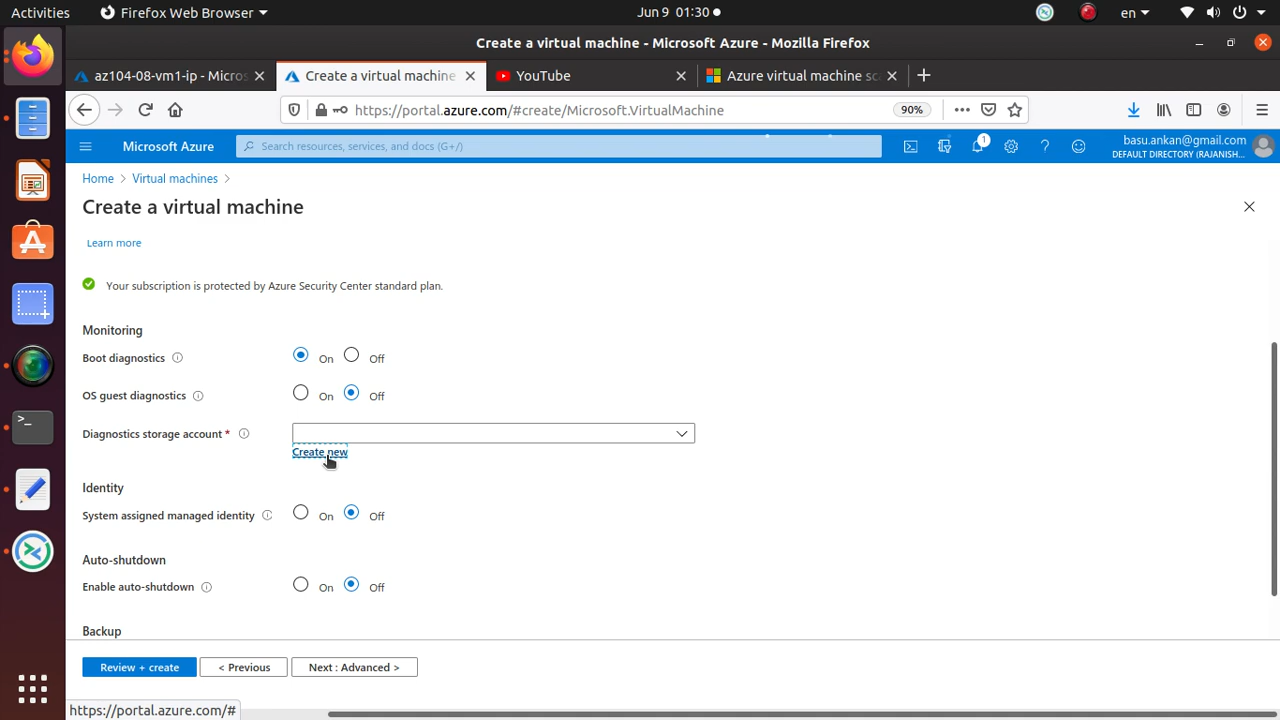 Activities
Firefox Web Browser
Jun 9 01:30
en
Create a virtual machine - Microsoft Azure - Mozilla Firefox
az104-08-vm1-ip - Micros
Create a virtual machine
YouTube
Azure virtual machine sc
https://portal.azure.com/#create/Microsoft.VirtualMachine
90%
Microsoft Azure
Search resources, services, and docs (G+/)
1
basu.ankan@gmail.com
DEFAULT DIRECTORY (RAJANISH...
Home > Virtual machines >
Create a virtual machine
Learn more
Your subscription is protected by Azure Security Center standard plan.
Monitoring
Boot diagnostics
On
Off
OS guest diagnostics
On
Off
Diagnostics storage account *
Create new
Identity
System assigned managed identity
On
Off
Auto-shutdown
Enable auto-shutdown
On
Off
Backup
Review + create
< Previous
Next : Advanced >
https://portal.azure.com/#